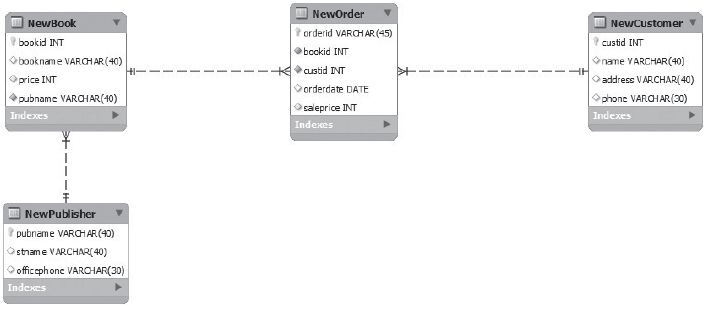 NewBook
bookid INT
bookname VARCHAR(40)
price INT
pubname VARCHAR(40)
Indexes
NewOrder
orderid VARCHAR(45)
bookid INT
custid INT
orderdate DATE
saleprice INT
Indexes
NewCustomer
custid INT
name VARCHAR(40)
address VARCHAR(40)
phone VARCHAR(30)
Indexes
NewPublisher
pubname VARCHAR(40)
stname VARCHAR(40)
officephone VARCHAR(30)
Indexes